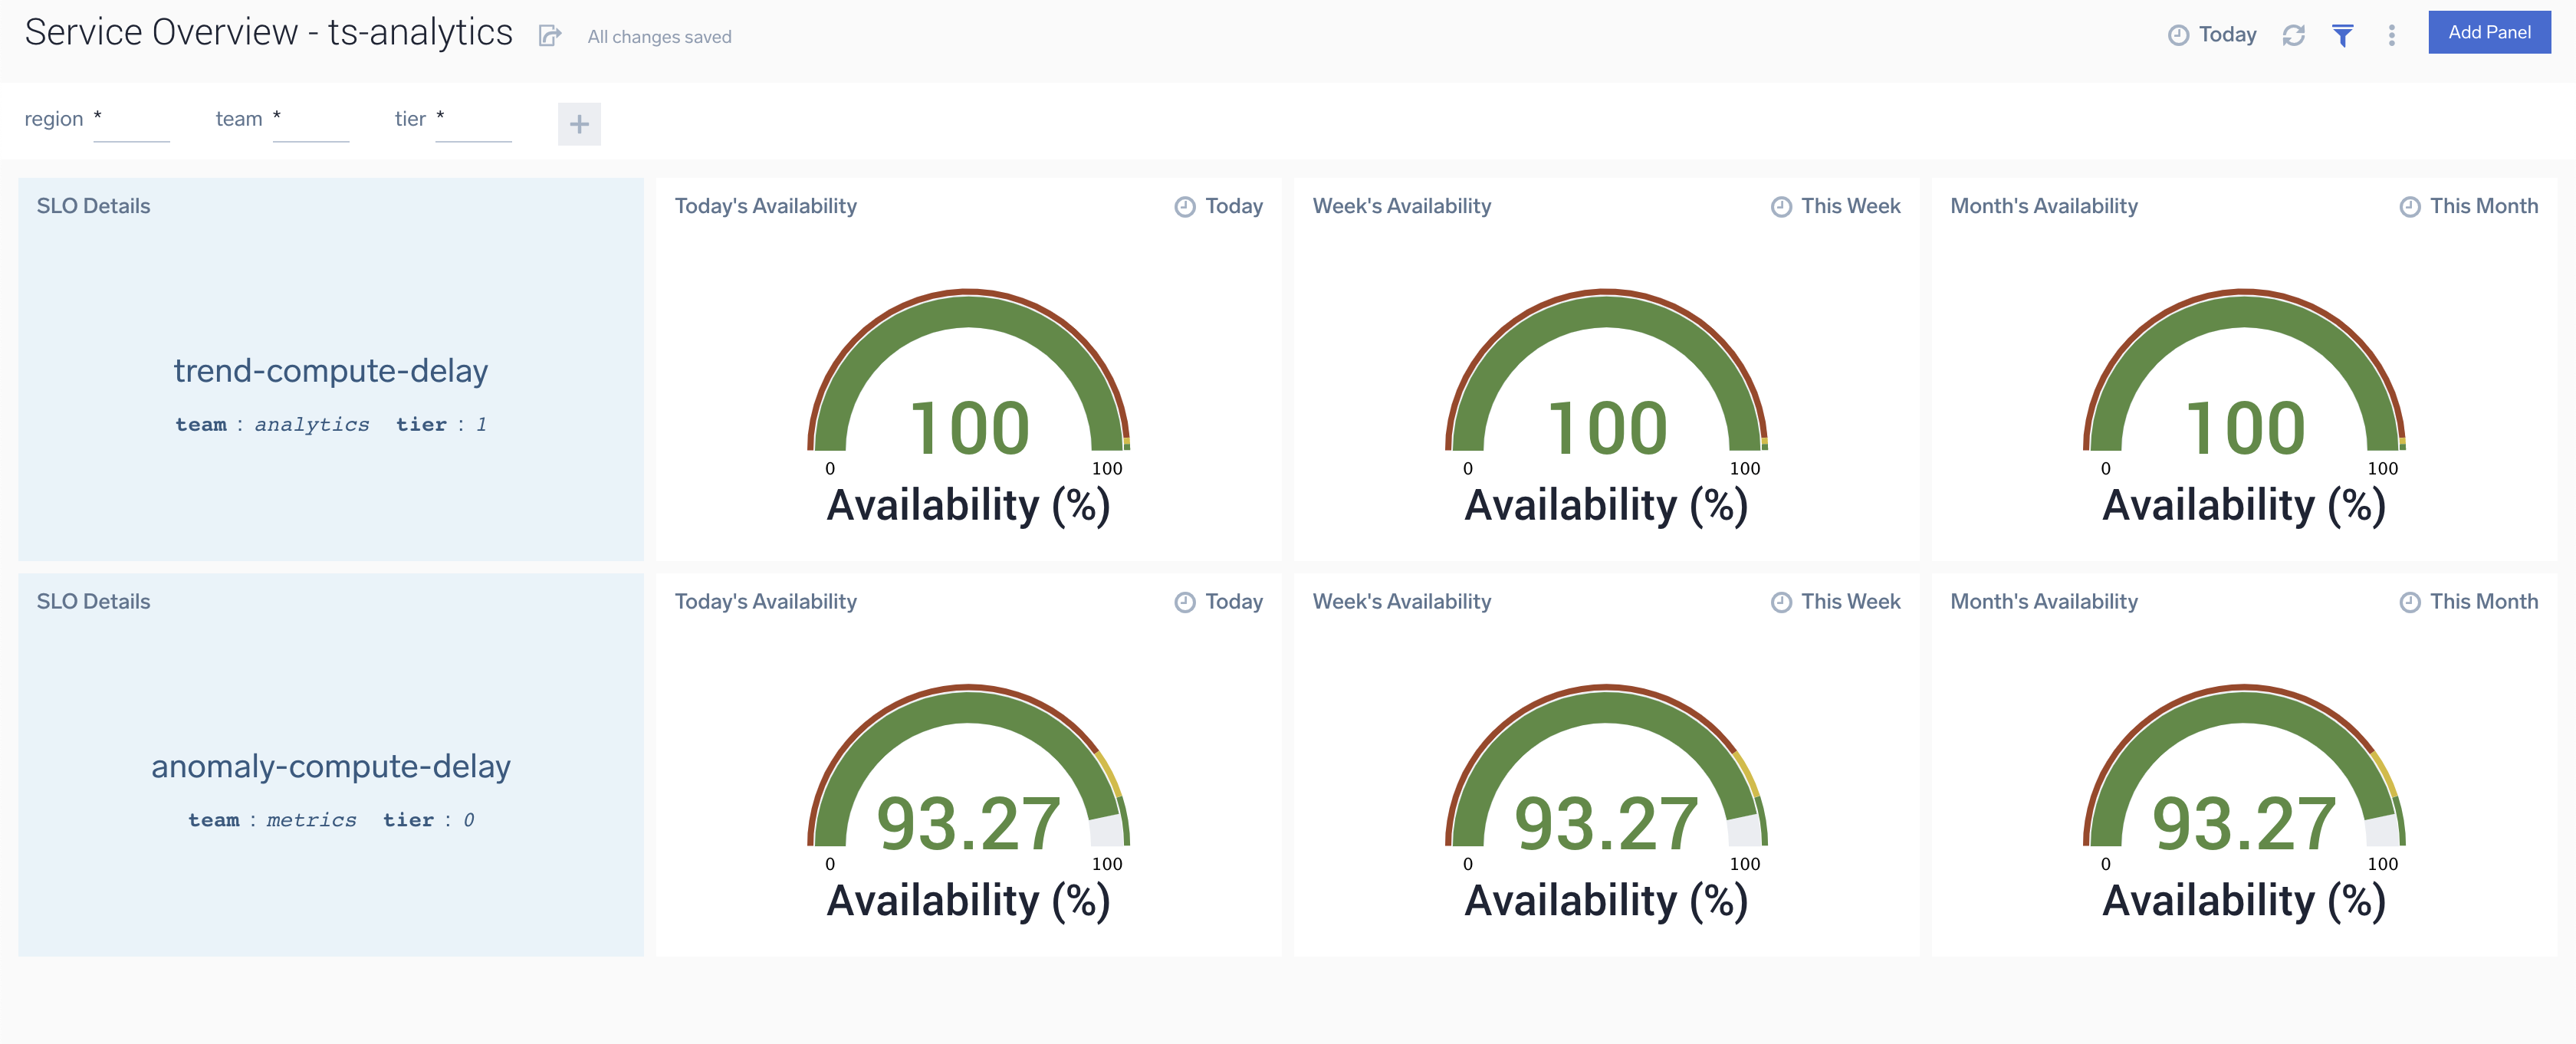 Service Overview - ts-analytics All changes saved Today Add Panel
region * team * tier * +
SLO Details
trend-compute-delay
team : analytics tier : 1
Today's Availability Today
100
0 100
Availability (%)
Week's Availability This Week
100
0 100
Availability (%)
Month's Availability This Month
100
0 100
Availability (%)
SLO Details
anomaly-compute-delay
team : metrics tier : 0
Today's Availability Today
93.27
0 100
Availability (%)
Week's Availability This Week
93.27
0 100
Availability (%)
Month's Availability This Month
93.27
0 100
Availability (%)